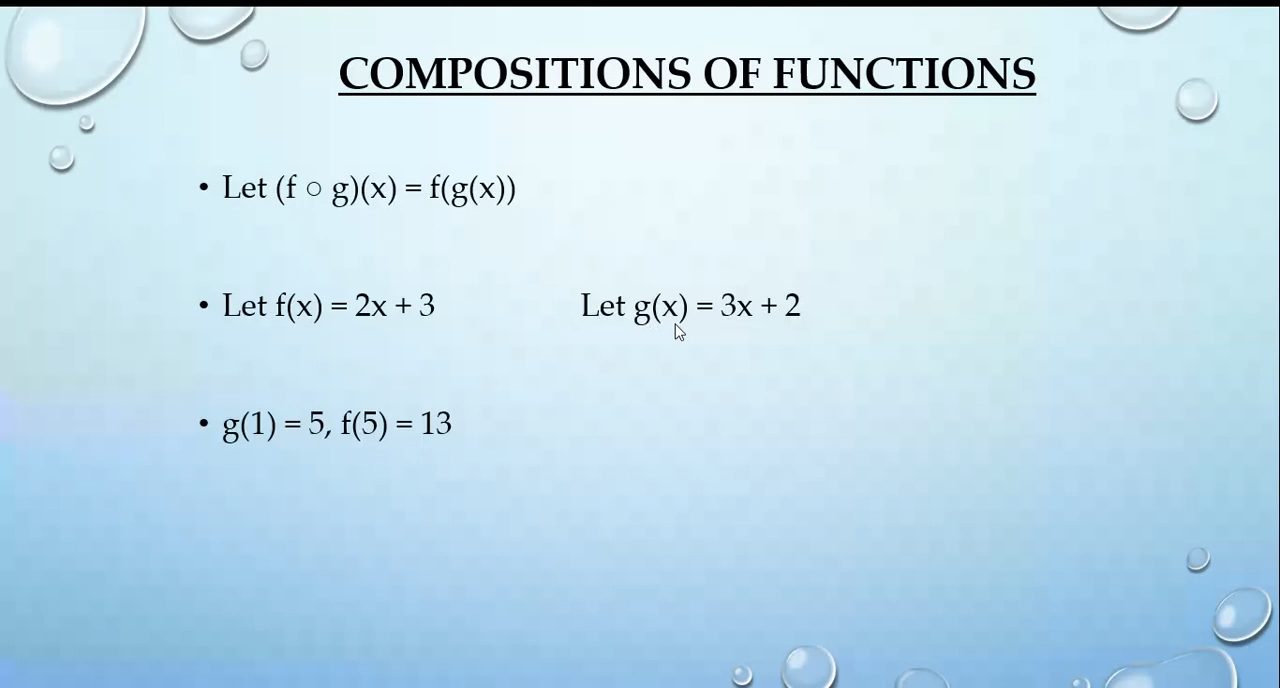 COMPOSITIONS OF FUNCTIONS
• Let (f ○ g)(x) = f(g(x))
• Let f(x) = 2x + 3 Let g(x) = 3x + 2
• g(1) = 5, f(5) = 13